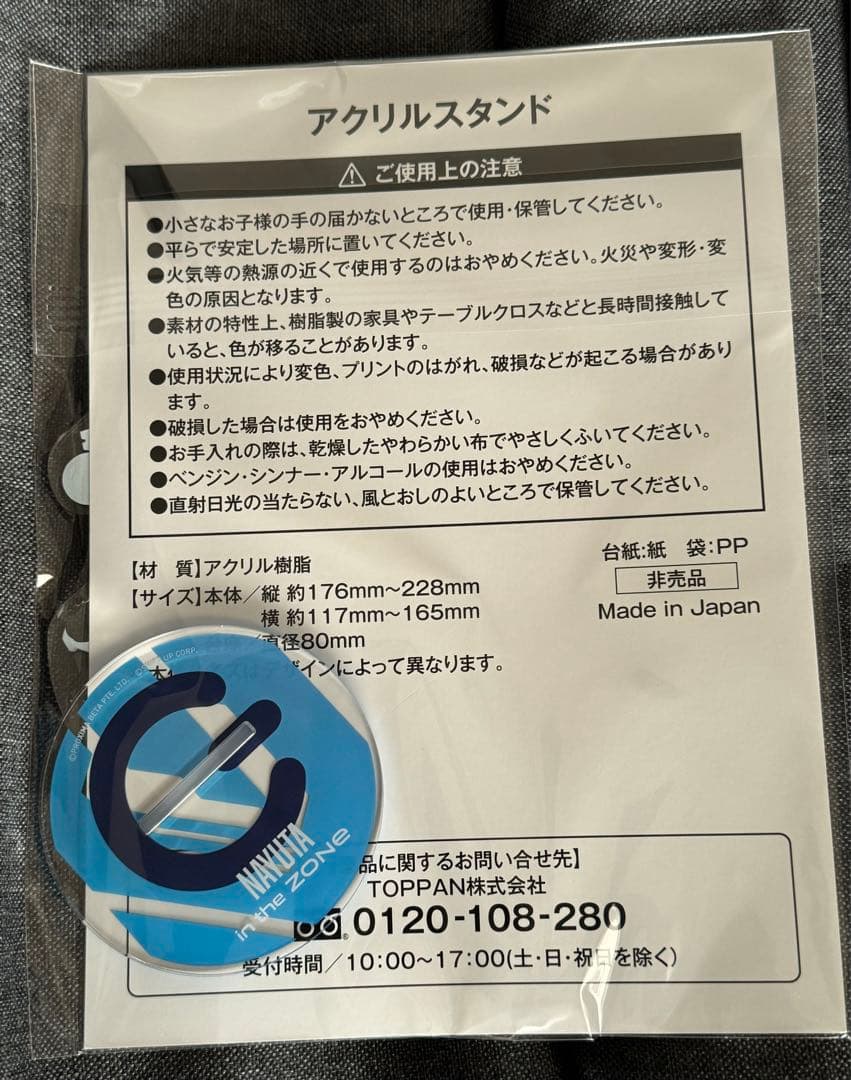 アクリルスタンド
ご使用上の注意
●小さなお子様の手の届かないところで使用・保管してください。
●平らで安定した場所に置いてください。
●火気等の熱源の近くで使用するのはおやめください。火災や変形・変
色の原因となります。
●素材の特性上、樹脂製の家具やテーブルクロスなどと長時間接触して
いると、色が移ることがあります。
●使用状況により変色、プリントのはがれ、破損などが起こる場合があり
ます。
●破損した場合は使用をおやめください。
●お手入れの際は、乾燥したやわらかい布でやさしくふいてください。
●ベンジン・シンナー・アルコールの使用はおやめください。
●直射日光の当たらない、風とおしのよいところで保管してください。
【材 質】アクリル樹脂
【サイズ】本体／縦 約176mm～228mm
横 約117mm～165mm
直径80mm
デザインによって異なります。
台紙:紙 袋:PP
非売品
Made in Japan
©PROXIMA BETA PTE. LTD.
UP CORP.
NAYUTA
in the ZONE
品に関するお問い合せ先】
TOPPAN株式会社
0120-108-280
受付時間／10:00～17:00(土・日・祝日を除く)